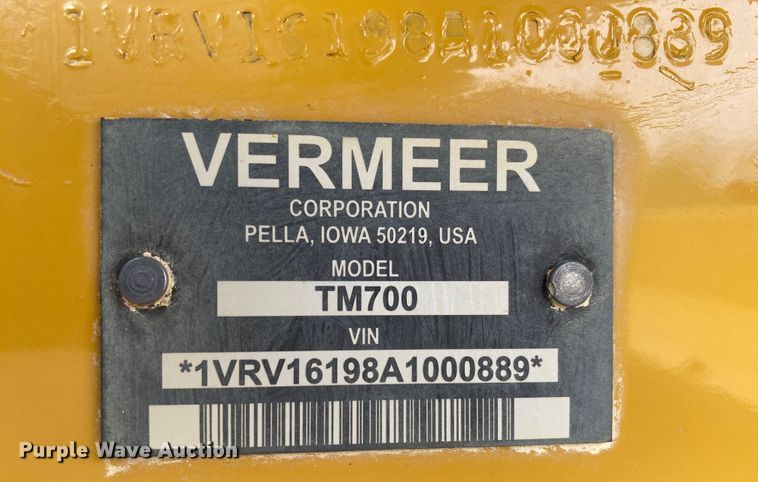 1VRV16198A1000889
VERMEER
CORPORATION
PELLA, IOWA 50219, USA
MODEL
TM700
VIN
*1VRV16198A1000889*
Purple Wave Auction